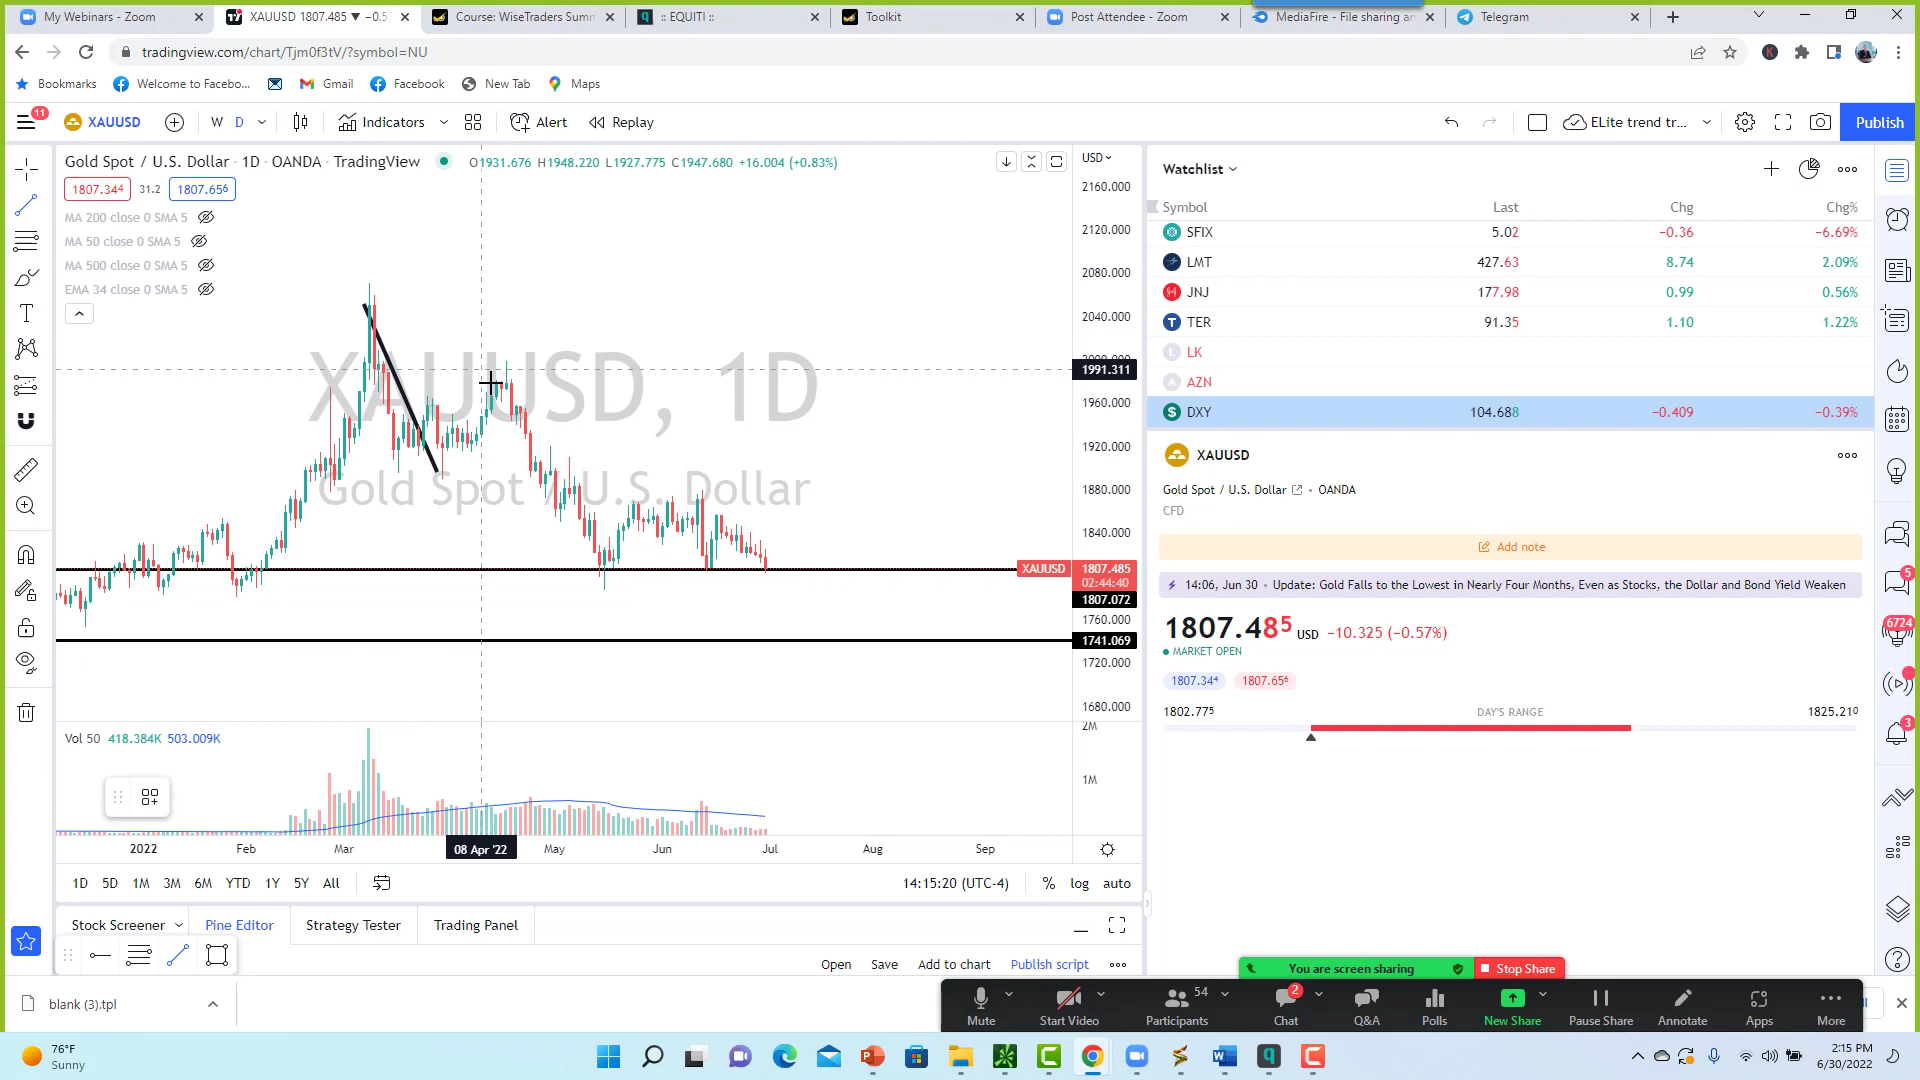 My Webinars - Zoom
XAUUSD 1807.485 ▼ −0.5
Course: WiseTraders Summ
:: EQUITI ::
Toolkit
Post Attendee - Zoom
MediaFire - File sharing an
Telegram
tradingview.com/chart/Tjm0f3tV/?symbol=NU
Bookmarks
Welcome to Facebo...
Gmail
Facebook
New Tab
Maps
11
XAUUSD
W D
Indicators
Alert
Replay
ELite trend tr...
Publish
Gold Spot / U.S. Dollar · 1D · OANDA · TradingView
O1931.676 H1948.220 L1927.775 C1947.680 +16.004 (+0.83%)
USD
1807.344 31.2 1807.656
MA 200 close 0 SMA 5
MA 50 close 0 SMA 5
MA 500 close 0 SMA 5
EMA 34 close 0 SMA 5
XAUUSD, 1D
Gold Spot / U.S. Dollar
2160.000
2120.000
2080.000
2040.000
2000.000
1991.311
1960.000
1920.000
1880.000
1840.000
XAUUSD 1807.485
02:44:40
1807.072
1760.000
1741.069
1720.000
1680.000
2M
1M
Vol 50 418.384K 503.009K
2022
Feb
Mar
08 Apr '22
May
Jun
Jul
Aug
Sep
1D 5D 1M 3M 6M YTD 1Y 5Y All
14:15:20 (UTC-4)
% log auto
Stock Screener
Pine Editor
Strategy Tester
Trading Panel
Open
Save
Add to chart
Publish script
Watchlist
Symbol Last Chg Chg%
SFIX 5.02 −0.36 −6.69%
LMT 427.63 8.74 2.09%
JNJ 177.98 0.99 0.56%
TER 91.35 1.10 1.22%
L LK
A AZN
DXY 104.688 −0.409 −0.39%
XAUUSD
Gold Spot / U.S. Dollar • OANDA
CFD
Add note
14:06, Jun 30 • Update: Gold Falls to the Lowest in Nearly Four Months, Even as Stocks, the Dollar and Bond Yield Weaken
1807.485 USD −10.325 (−0.57%)
MARKET OPEN
1807.344 1807.656
1802.775 DAY'S RANGE 1825.210
5
6724
3
You are screen sharing
Stop Share
blank (3).tpl
Mute
Start Video
54
Participants
2
Chat
Q&A
Polls
New Share
Pause Share
Annotate
Apps
More
76°F
Sunny
2:15 PM
6/30/2022